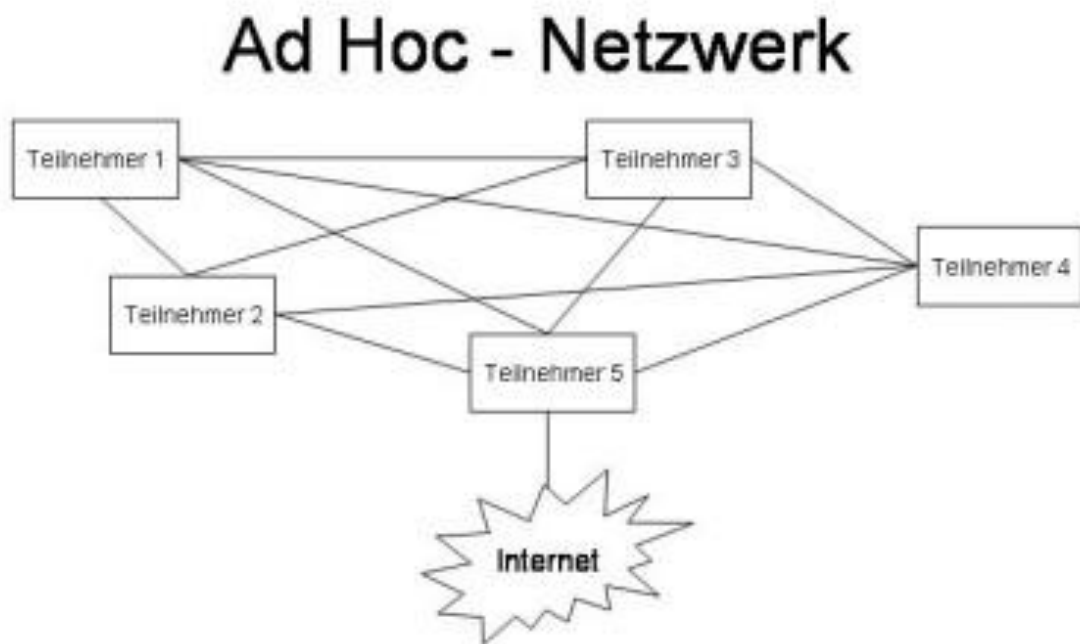 Ad Hoc - Netzwerk
Teilnehmer 1
Teilnehmer 3
Teilnehmer 4
Teilnehmer 2
Teilnehmer 5
Internet